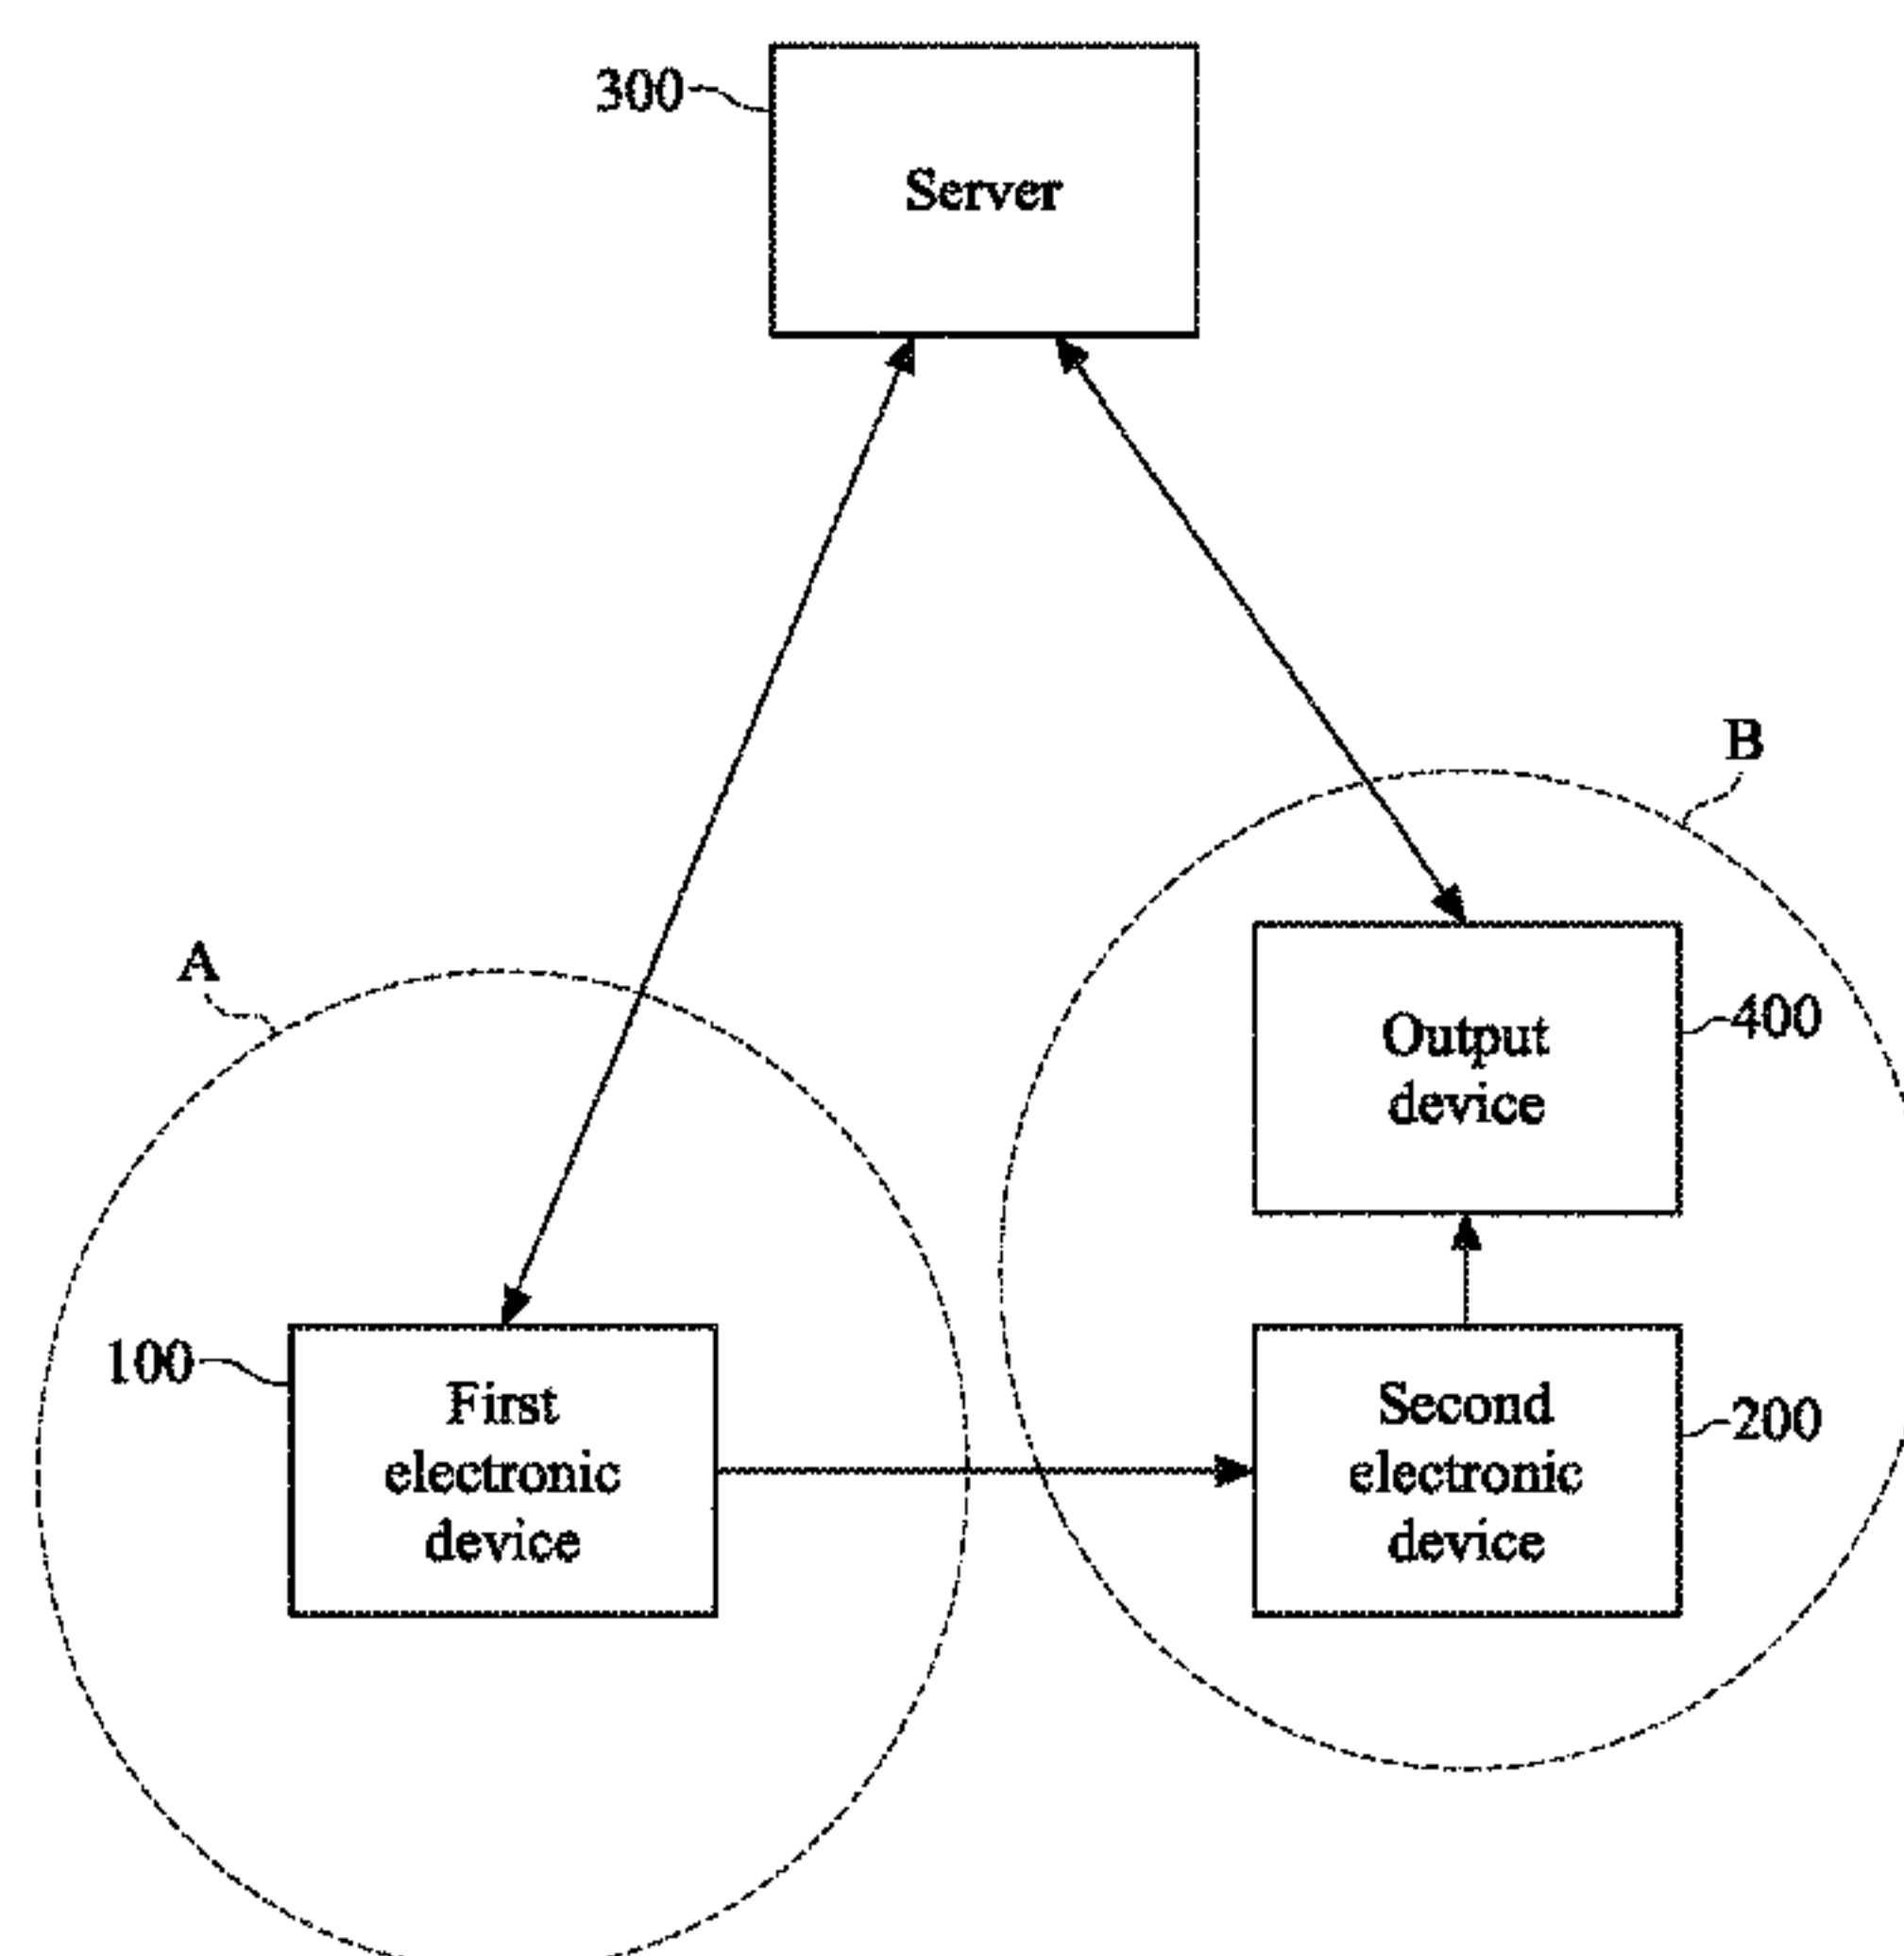 300
Server
B
A
Output
device
400
100
First
electronic
device
Second
electronic
device
200